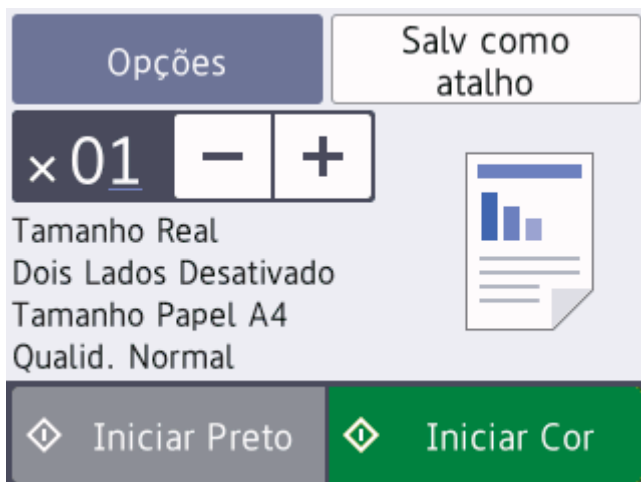 Opções
Salv como
atalho
×01
Tamanho Real
Dois Lados Desativado
Tamanho Papel A4
Qualid. Normal
Iniciar Preto
Iniciar Cor